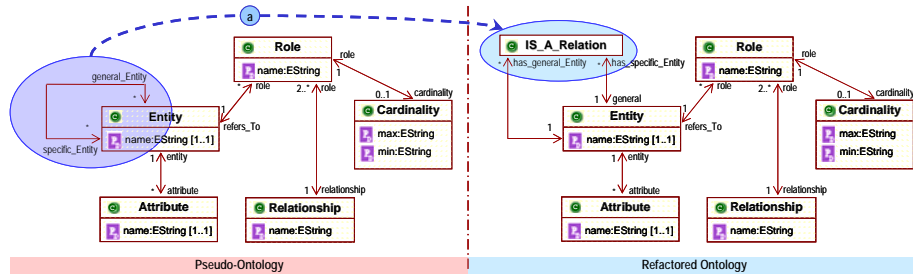 a
Role
name:EString
general_Entity
*
*
specific_Entity
Entity
name:EString [1..1]
*
role
1
refers_To
role
1
cardinality
0..1
Cardinality
max:EString
min:EString
2..*
role
1
entity
*
attribute
Attribute
name:EString [1..1]
1
relationship
Relationship
name:EString
Pseudo-Ontology
IS_A_Relation
*
has_general_Entity
*
has_specific_Entity
1
general
1
Entity
name:EString [1..1]
Role
name:EString
*
role
1
refers_To
role
1
cardinality
0..1
Cardinality
max:EString
min:EString
2..*
role
1
entity
*
attribute
Attribute
name:EString [1..1]
1
relationship
Relationship
name:EString
Refactored Ontology